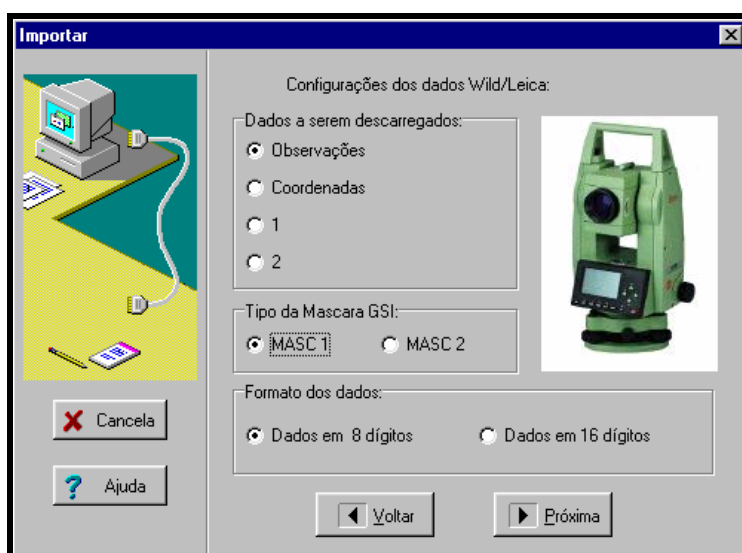 Importar
Configurações dos dados Wild/Leica:
Dados a serem descarregados:
Observações
Coordenadas
1
2
Tipo da Mascara GSI:
MASC 1
MASC 2
Formato dos dados:
Dados em 8 dígitos
Dados em 16 dígitos
Cancela
Ajuda
Voltar
Próxima